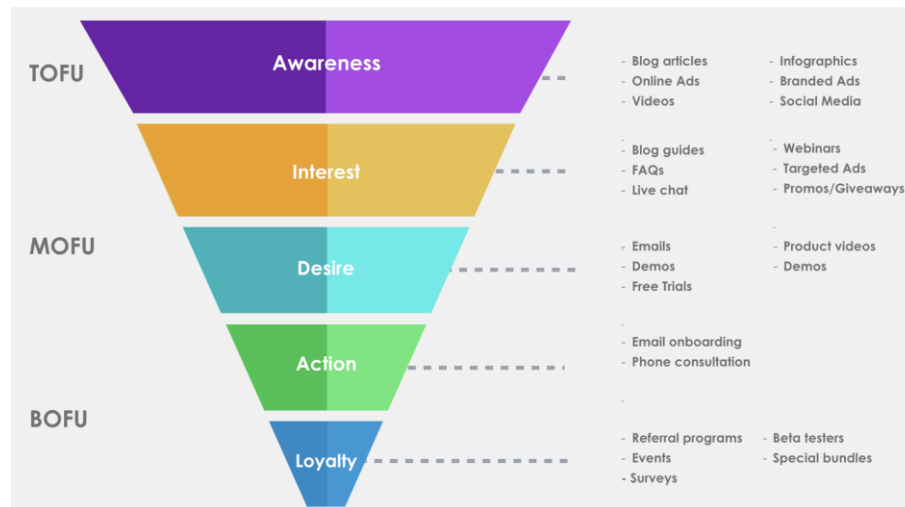 TOFU
Awareness
- Blog articles
- Online Ads
- Videos
- Infographics
- Branded Ads
- Social Media
Interest
-
- Blog guides
- FAQs
- Live chat
-
- Webinars
- Targeted Ads
- Promos/Giveaways
MOFU
Desire
- Emails
- Demos
- Free Trials
-
- Product videos
- Demos
Action
-
- Email onboarding
- Phone consultation
-
BOFU
Loyalty
- Referral programs
- Events
- Surveys
- Beta testers
- Special bundles